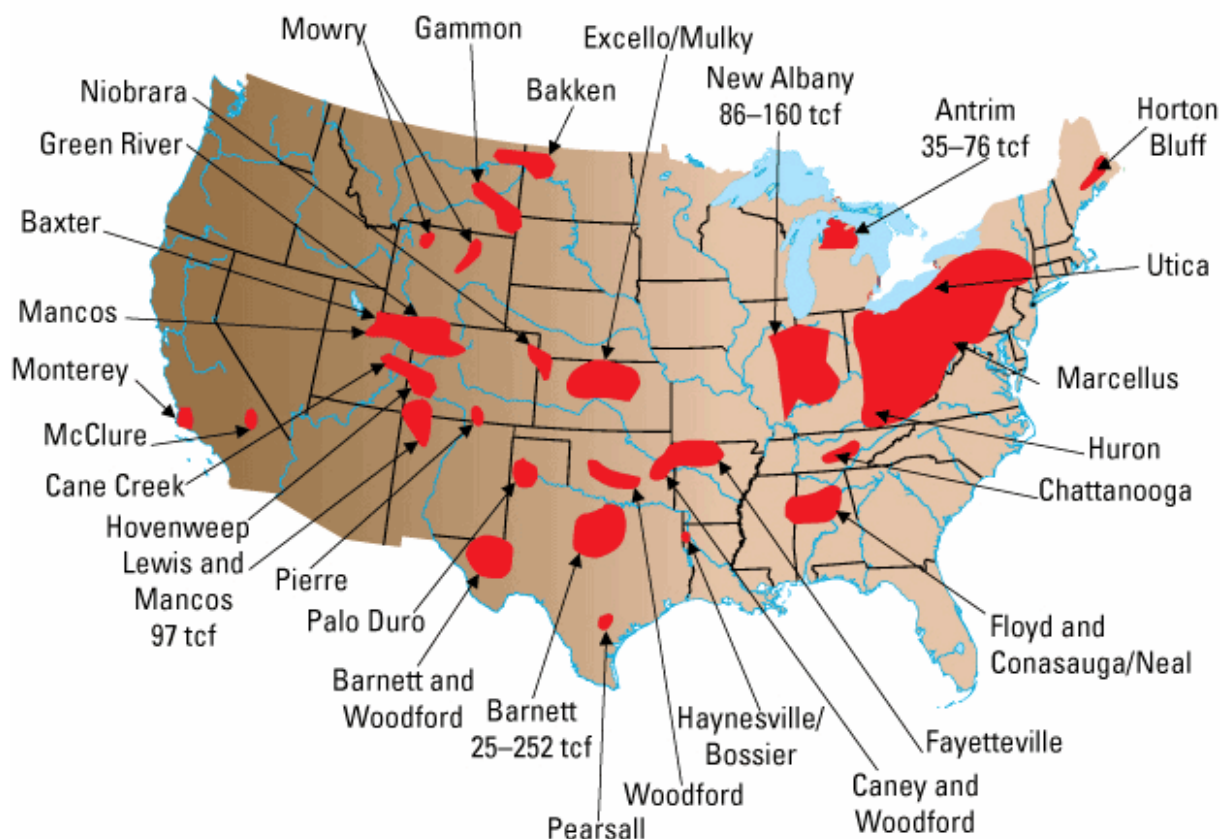 Mowry
Gammon
Excello/Mulky
Niobrara
Bakken
New Albany
86–160 tcf
Antrim
35–76 tcf
Horton
Bluff
Green River
Baxter
Utica
Mancos
Monterey
Marcellus
McClure
Huron
Cane Creek
Chattanooga
Hovenweep
Lewis and
Mancos
97 tcf
Pierre
Palo Duro
Floyd and
Conasauga/Neal
Barnett and
Woodford
Barnett
25–252 tcf
Haynesville/
Bossier
Fayetteville
Woodford
Caney and
Woodford
Pearsall